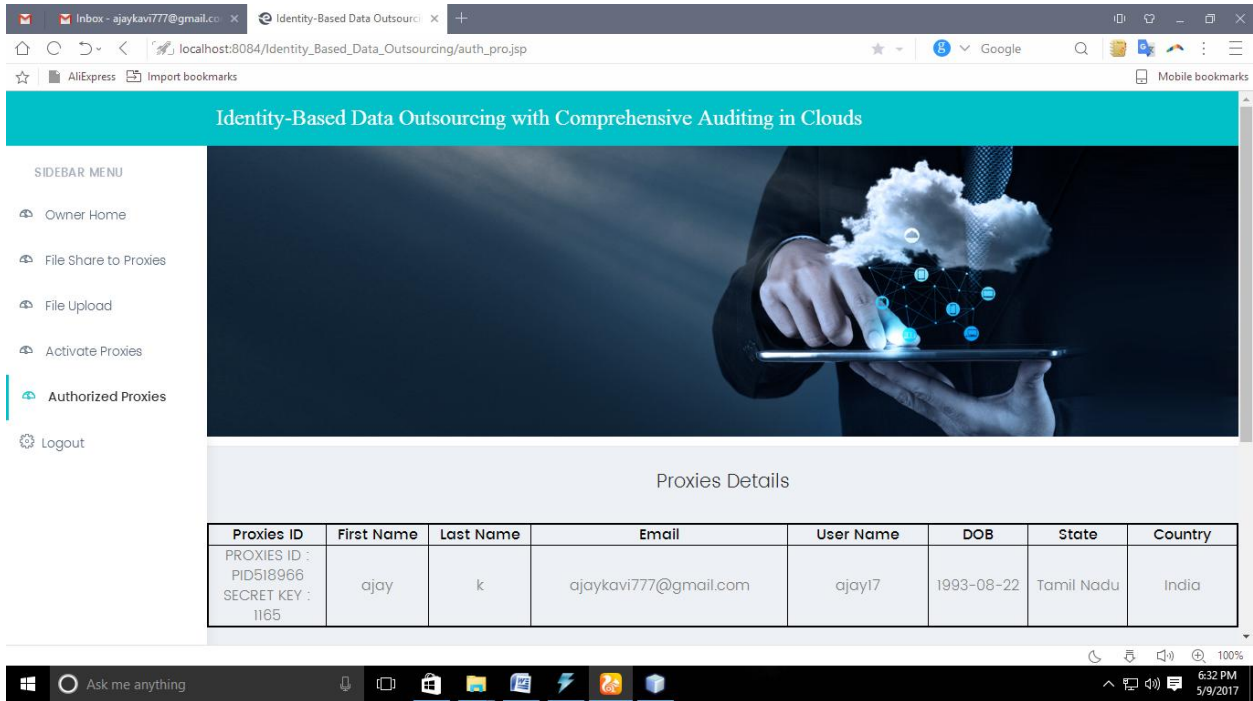 Inbox - ajaykavi777@gmail.co
Identity-Based Data Outsourci
localhost:8084/Identity_Based_Data_Outsourcing/auth_pro.jsp
Google
AliExpress
Import bookmarks
Mobile bookmarks
Identity-Based Data Outsourcing with Comprehensive Auditing in Clouds
SIDEBAR MENU
Owner Home
File Share to Proxies
File Upload
Activate Proxies
Authorized Proxies
Logout
Proxies Details
Proxies ID First Name Last Name Email User Name DOB State Country
PROXIES ID :
PID518966
SECRET KEY :
1165
ajay k ajaykavi777@gmail.com ajay17 1993-08-22 Tamil Nadu India
100%
Ask me anything
6:32 PM
5/9/2017